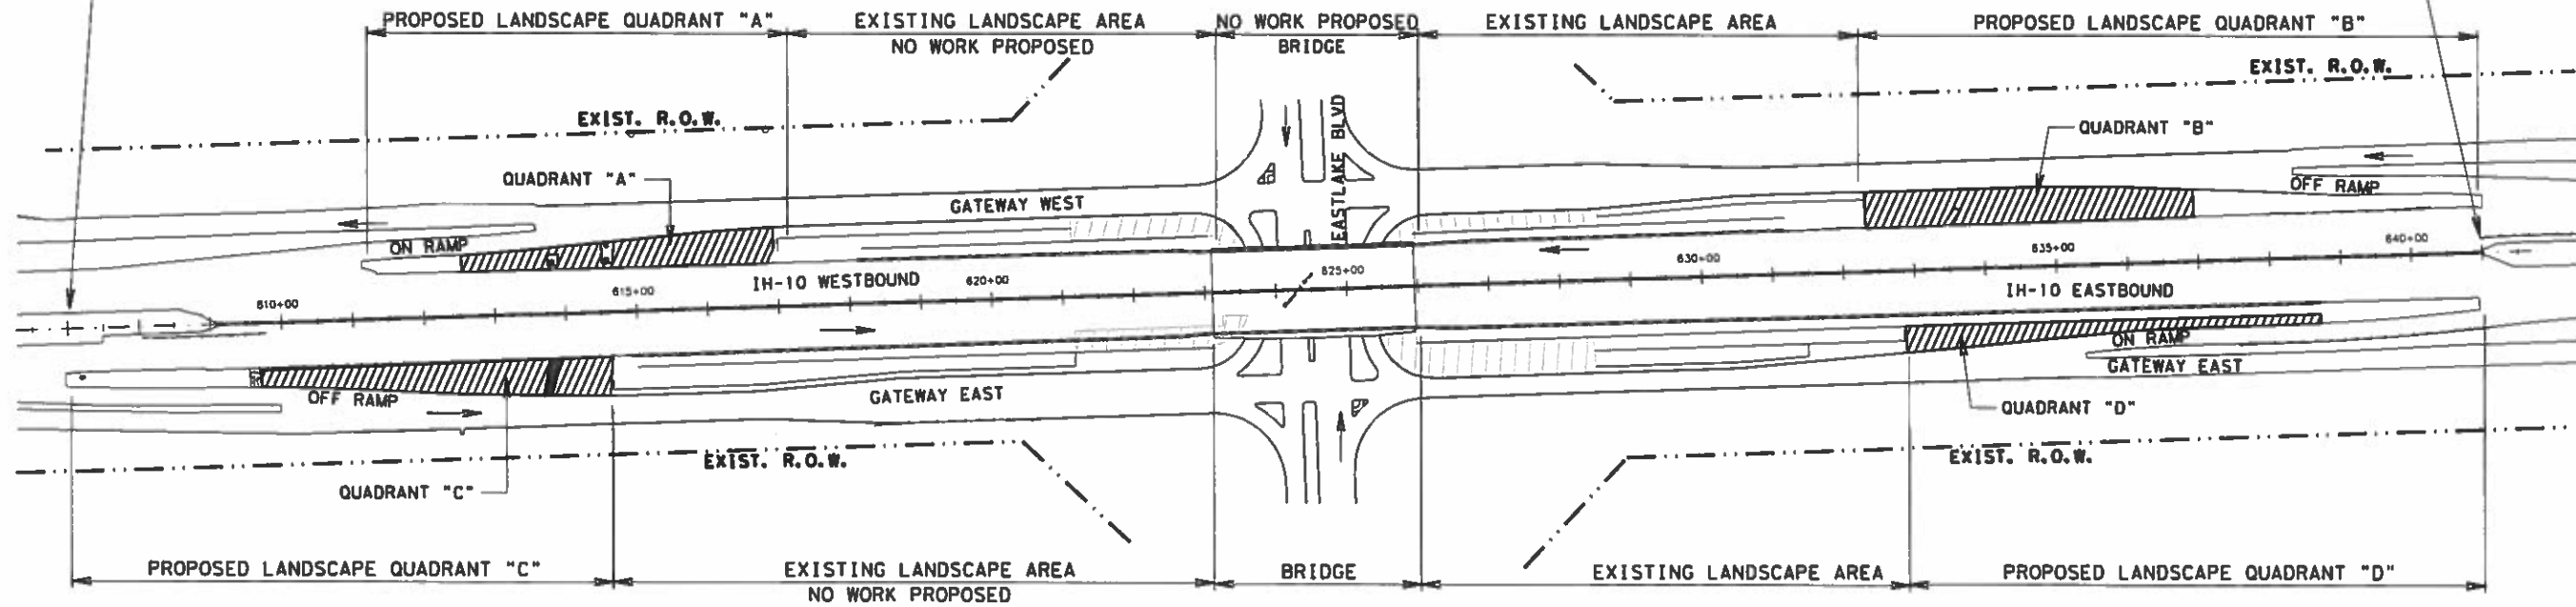 PROPOSED LANDSCAPE QUADRANT "A"
EXISTING LANDSCAPE AREA
NO WORK PROPOSED
NO WORK PROPOSED
BRIDGE
EXISTING LANDSCAPE AREA
PROPOSED LANDSCAPE QUADRANT "B"
EXIST. R.O.W.
EXIST. R.O.W.
QUADRANT "B"
QUADRANT "A"
EASTLAKE BLVD
GATEWAY WEST
OFF RAMP
ON RAMP
IH-10 WESTBOUND
610+00
615+00
620+00
625+00
630+00
635+00
640+00
IH-10 EASTBOUND
ON RAMP
GATEWAY EAST
OFF RAMP
GATEWAY EAST
QUADRANT "D"
EXIST. R.O.W.
EXIST. R.O.W.
QUADRANT "C"
PROPOSED LANDSCAPE QUADRANT "C"
EXISTING LANDSCAPE AREA
NO WORK PROPOSED
BRIDGE
EXISTING LANDSCAPE AREA
PROPOSED LANDSCAPE QUADRANT "D"